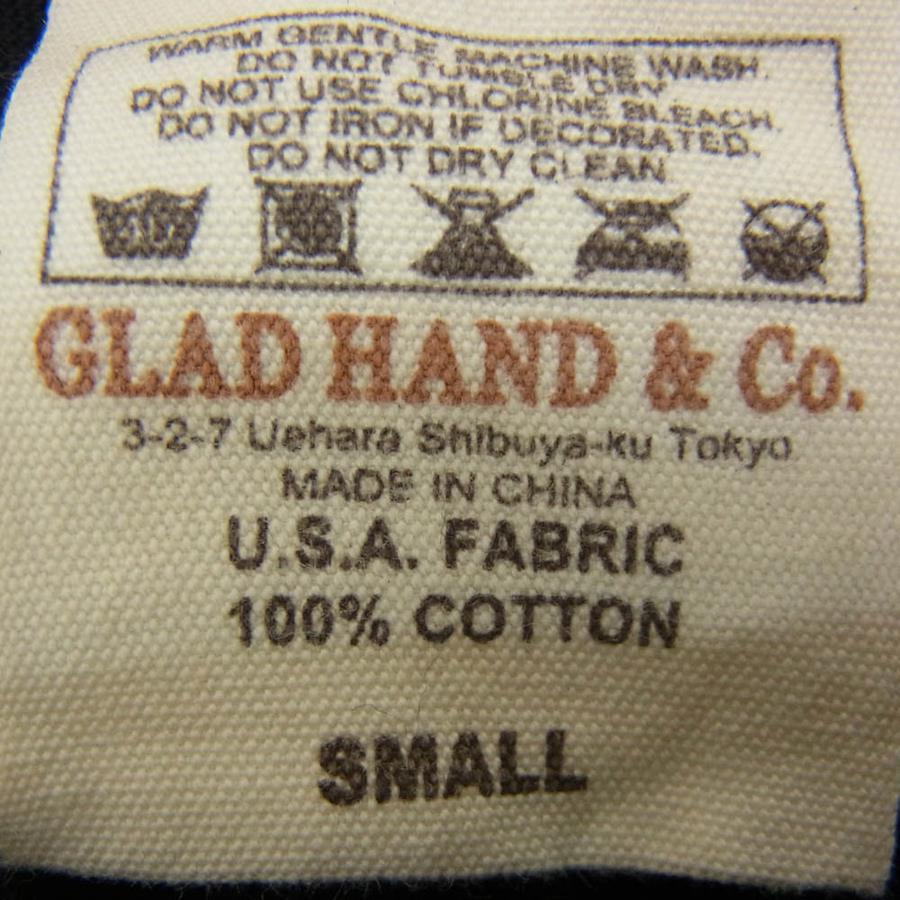 WARM GENTLE MACHINE WASH.
DO NOT TUMBLE DRY
DO NOT USE CHLORINE BLEACH.
DO NOT IRON IF DECORATED.
DO NOT DRY CLEAN
GLAD HAND & Co.
3-2-7 Uehara Shibuya-ku Tokyo
MADE IN CHINA
U.S.A. FABRIC
100% COTTON
SMALL